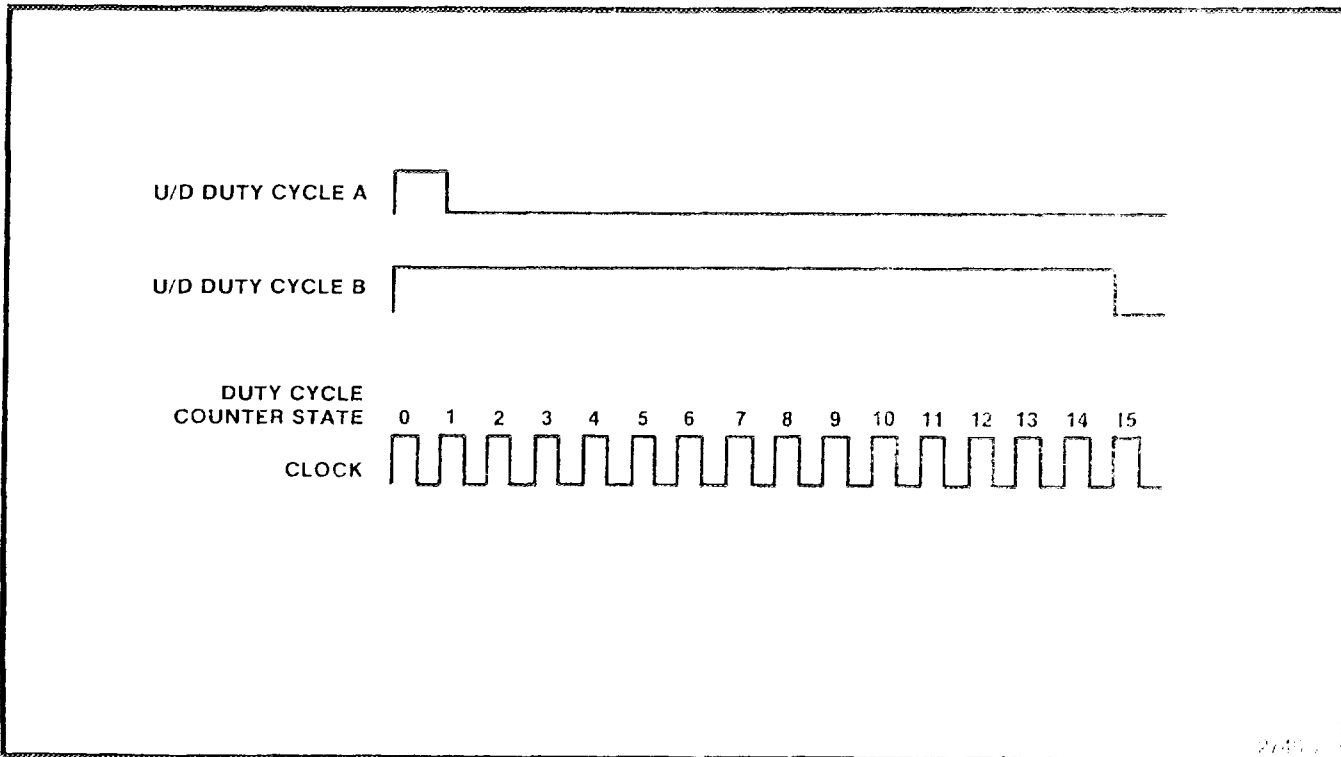 U/D DUTY CYCLE A
U/D DUTY CYCLE B
DUTY CYCLE
COUNTER STATE 0 1 2 3 4 5 6 7 8 9 10 11 12 13 14 15
CLOCK